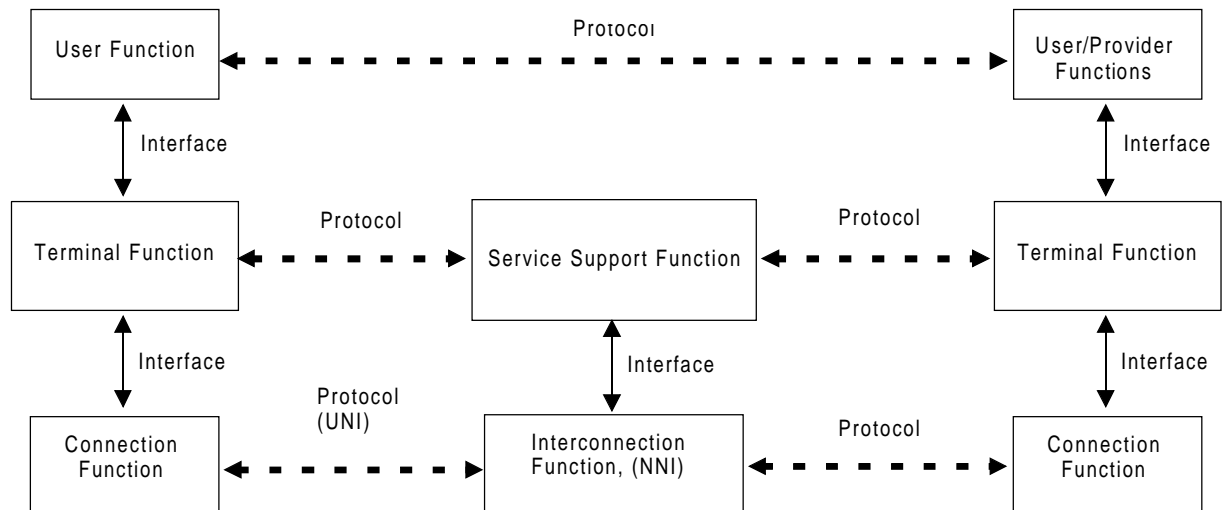 Protocol
User Function
User/Provider
Functions
Interface
Interface
Protocol
Protocol
Terminal Function
Service Support Function
Terminal Function
Interface
Interface
Interface
Protocol
(UNI)
Protocol
Connection
Function
Interconnection
Function, (NNI)
Connection
Function